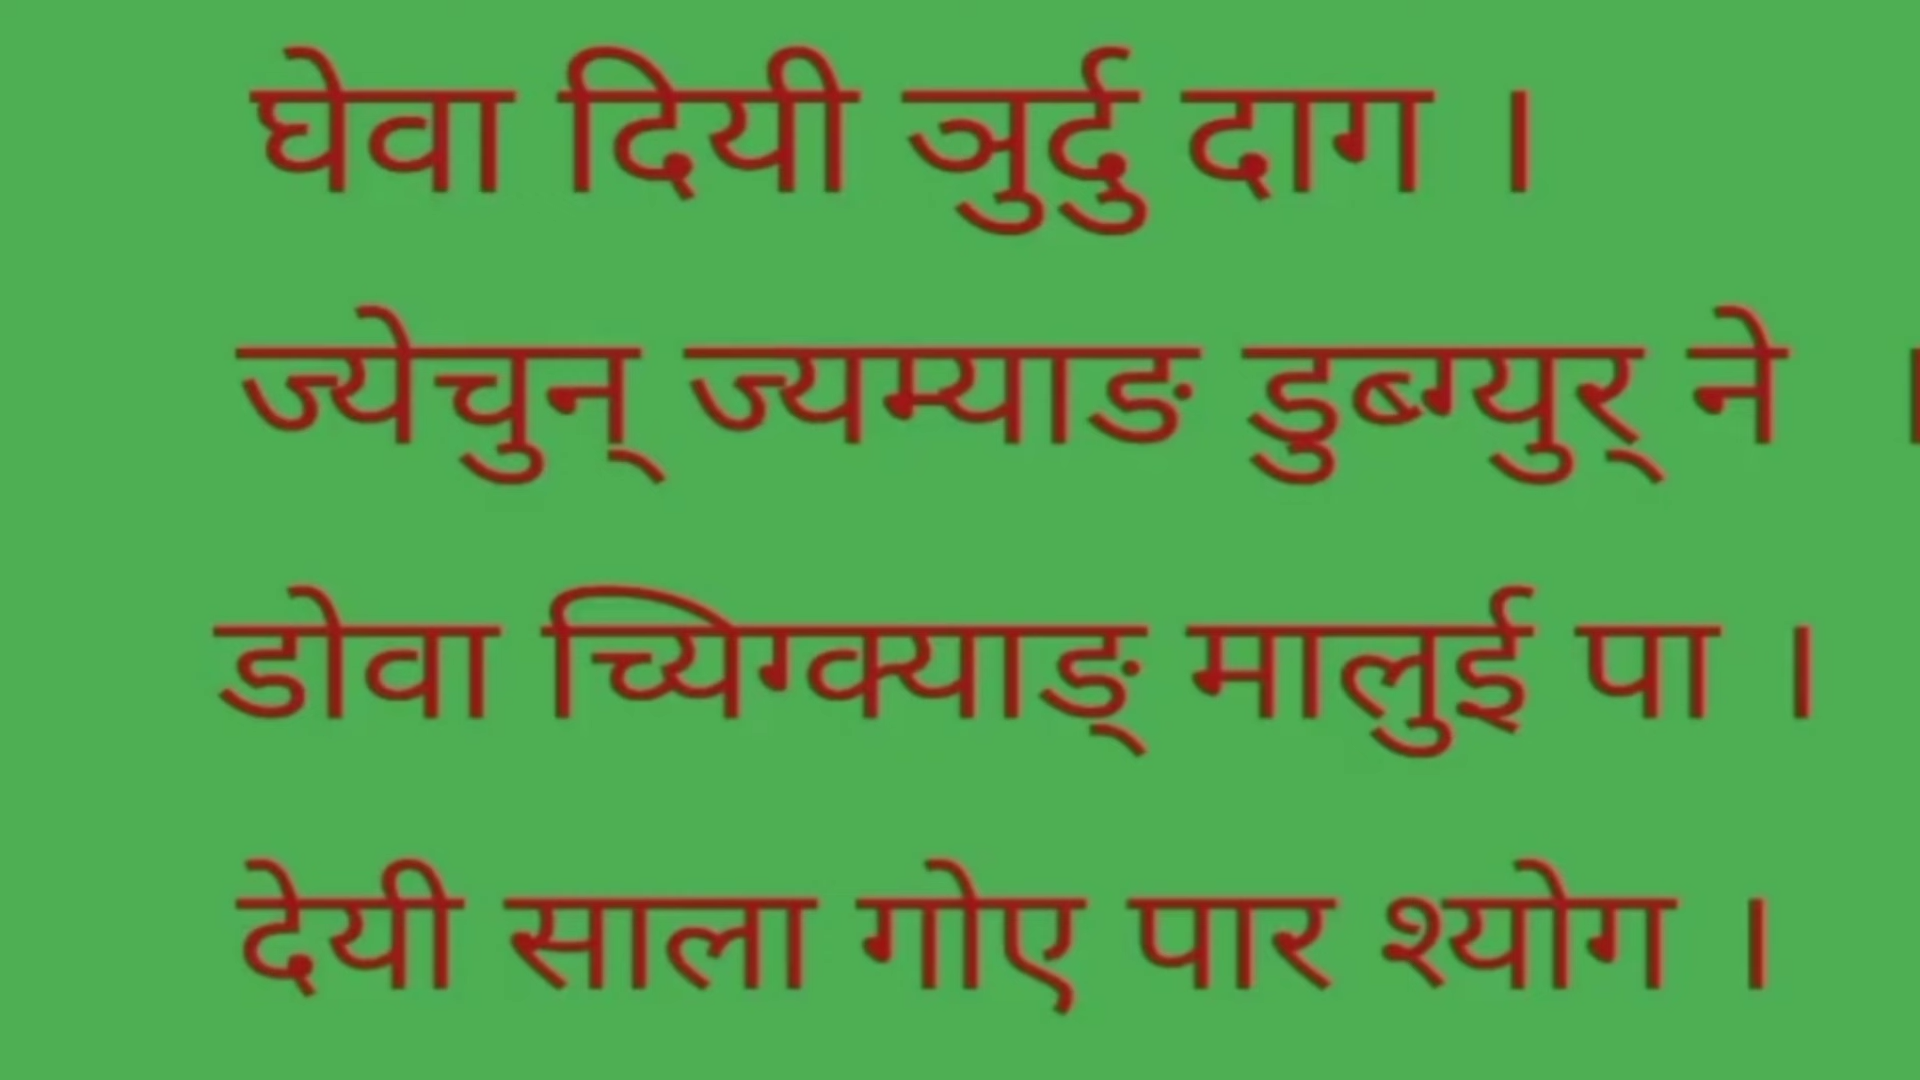 घेवा दियी ञुर्दु दाग ।
ज्येचुन् ज्यम्याङ डुब्ग्युर् ने ।
डोवा च्यिग्क्याङ् मालुई पा ।
देयी साला गोए पार श्योग ।